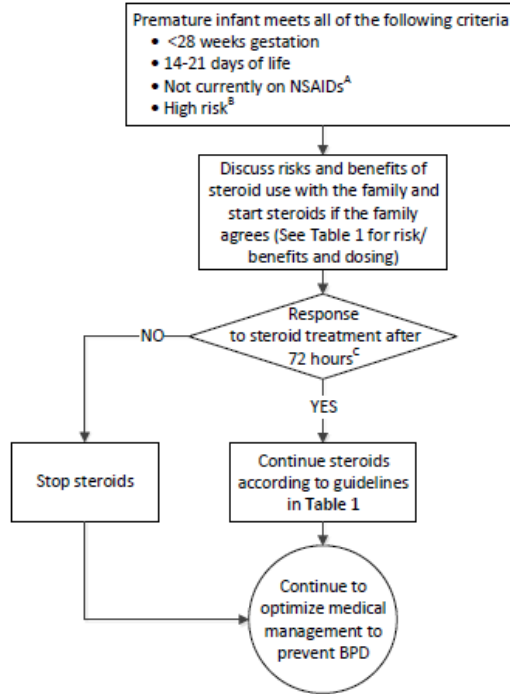 Premature infant meets all of the following criteria
• <28 weeks gestation
• 14-21 days of life
• Not currently on NSAIDsᴬ
• High riskᴮ
Discuss risks and benefits of
steroid use with the family and
start steroids if the family
agrees (See Table 1 for risk/
benefits and dosing)
Response
to steroid treatment after
72 hoursᶜ
NO
YES
Stop steroids
Continue steroids
according to guidelines
in Table 1
Continue to
optimize medical
management to
prevent BPD